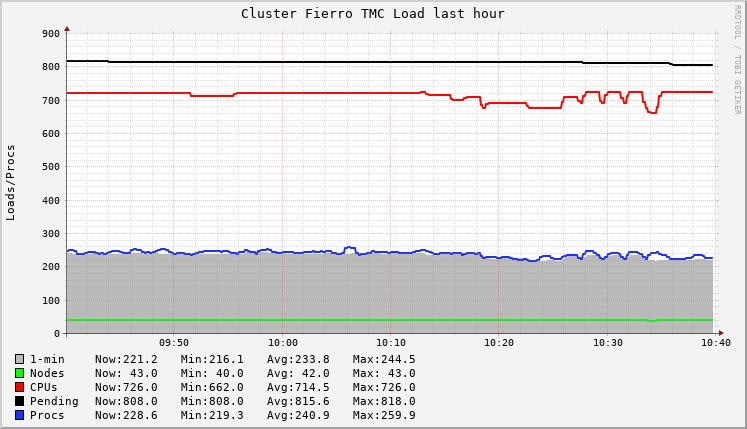 Cluster Fierro TMC Load last hour
RRDTOOL / TOBI OETIKER
Loads/Procs
900
800
700
600
500
400
300
200
100
0
09:50 10:00 10:10 10:20 10:30 10:40
1-min Now:221.2 Min:216.1 Avg:233.8 Max:244.5
Nodes Now: 43.0 Min: 40.0 Avg: 42.0 Max: 43.0
CPUs Now:726.0 Min:662.0 Avg:714.5 Max:726.0
Pending Now:808.0 Min:808.0 Avg:815.6 Max:818.0
Procs Now:228.6 Min:219.3 Avg:240.9 Max:259.9